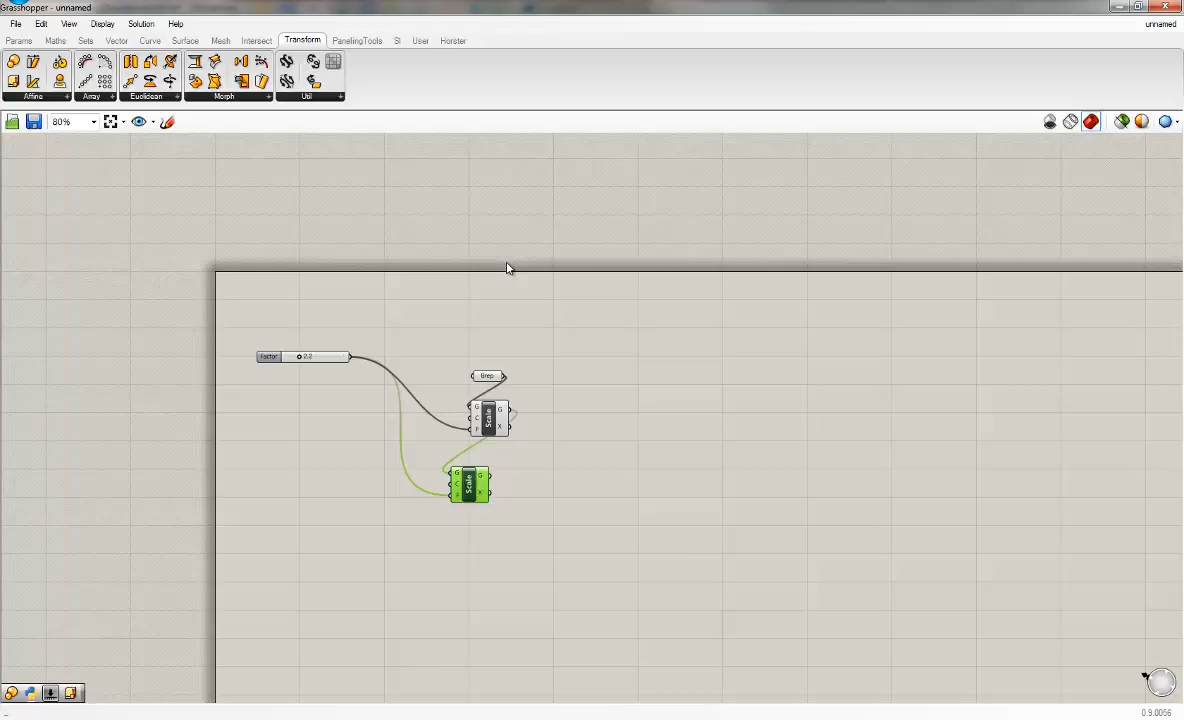 Grasshopper - unnamed
File Edit View Display Solution Help
unnamed
Params Maths Sets Vector Curve Surface Mesh Intersect Transform PanelingTools SI User Horster
Affine Array Euclidean Morph Util
80%
Factor 2.2
Brep
G C F Scale G X
G C F Scale G X
0.9.0056